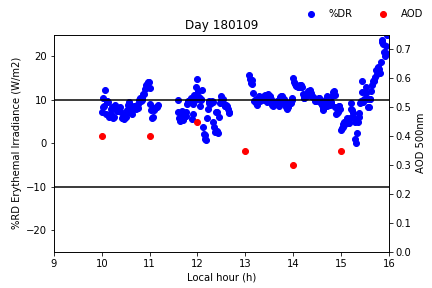 %DR AOD
Day 180109
%RD Erythemal Irradiance (W/m2)
20
10
0
−10
−20
0.7
0.6
0.5
0.4
0.3
0.2
0.1
0.0
AOD 500nm
9 10 11 12 13 14 15 16
Local hour (h)